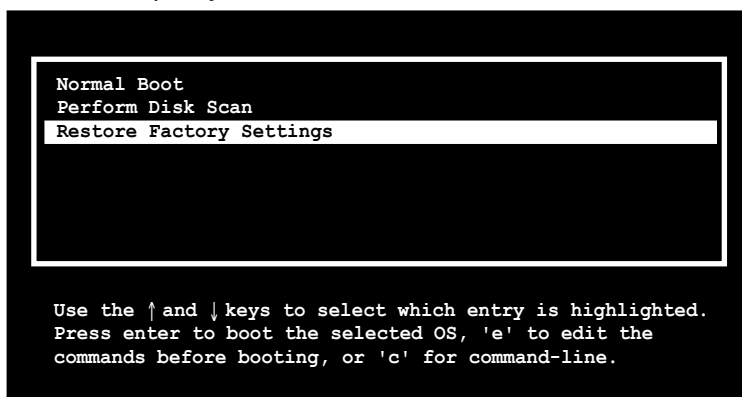 Normal Boot
Perform Disk Scan
Restore Factory Settings
Use the ↑ and ↓ keys to select which entry is highlighted.
Press enter to boot the selected OS, 'e' to edit the
commands before booting, or 'c' for command-line.